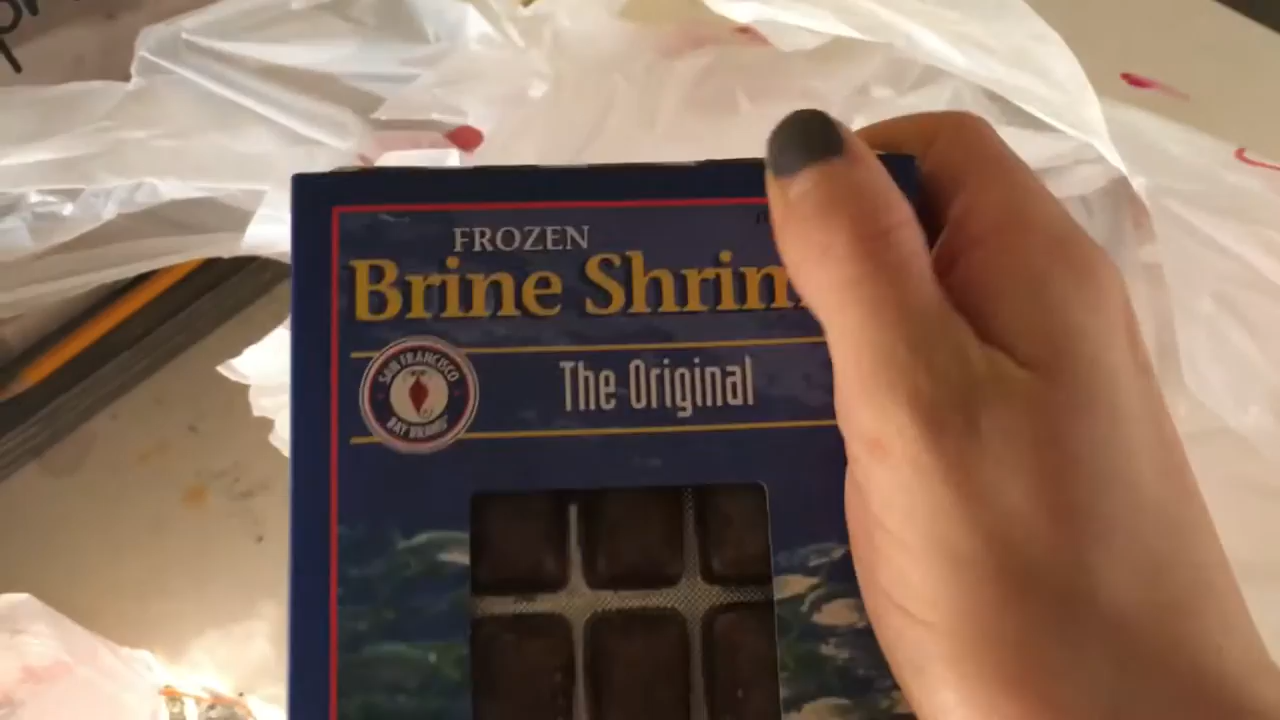 FROZEN
Brine Shrim
The Original
SAN FRANCISCO
BAY BRAND